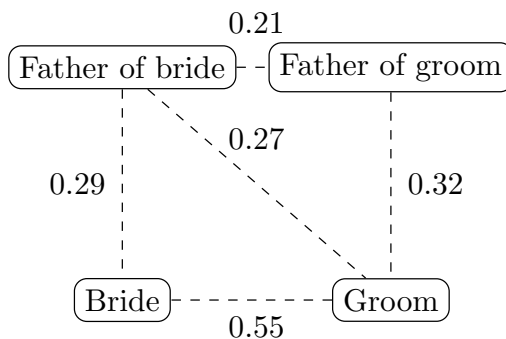 0.21
Father of bride
Father of groom
0.27
0.29
0.32
Bride
Groom
0.55